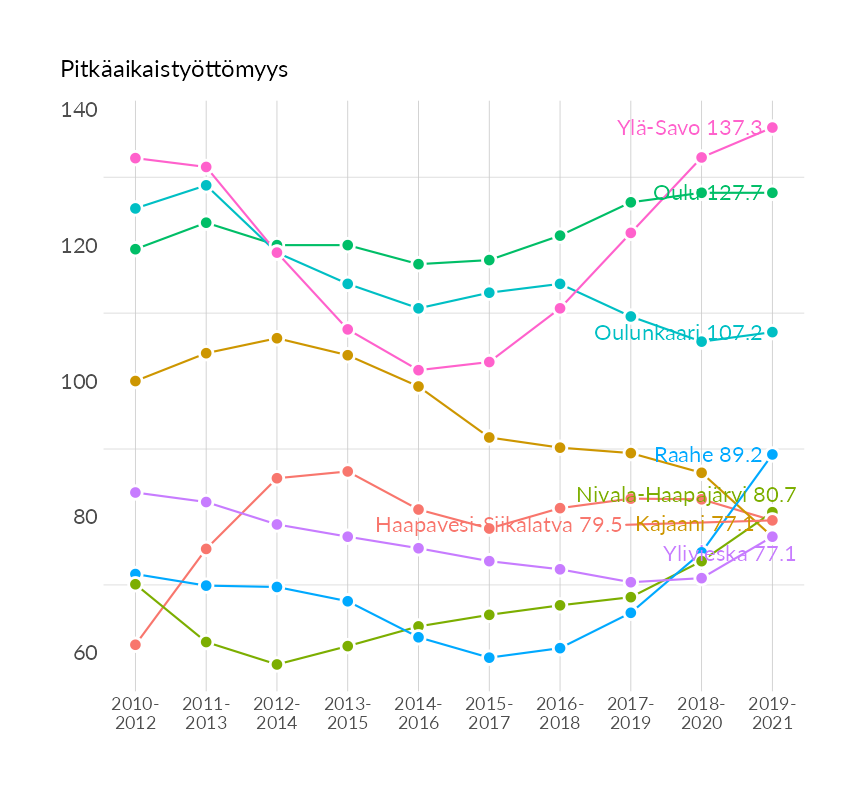 Pitkäaikaistyöttömyys
140
Ylä-Savo 137.3
Oulu 127.7
120
Oulunkaari 107.2
100
Raahe 89.2
Nivala-Haapajärvi 80.7
80
Haapavesi-Siikalatva 79.5
Kajaani 77.1
Ylivieska 77.1
60
2010-
2012
2011-
2013
2012-
2014
2013-
2015
2014-
2016
2015-
2017
2016-
2018
2017-
2019
2018-
2020
2019-
2021